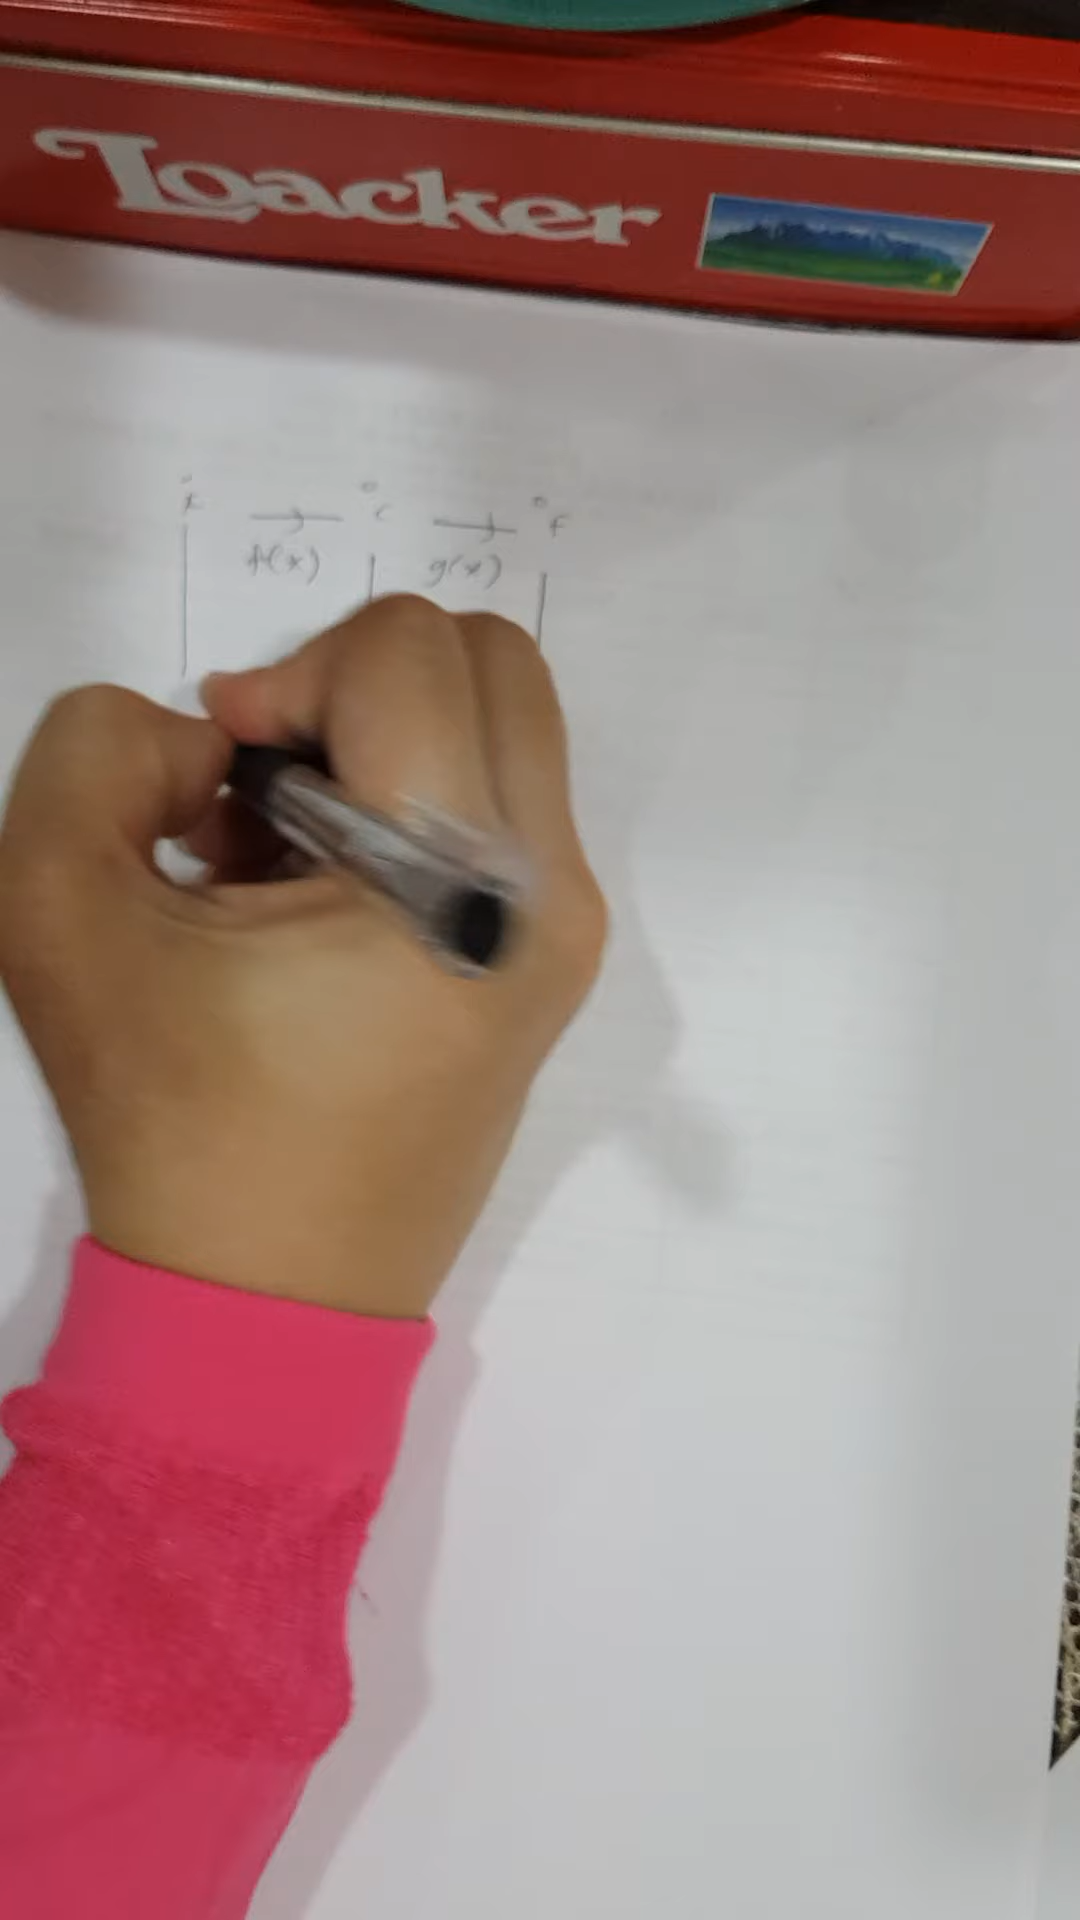 Loacker
°K → °C → °F
f(x) g(x)